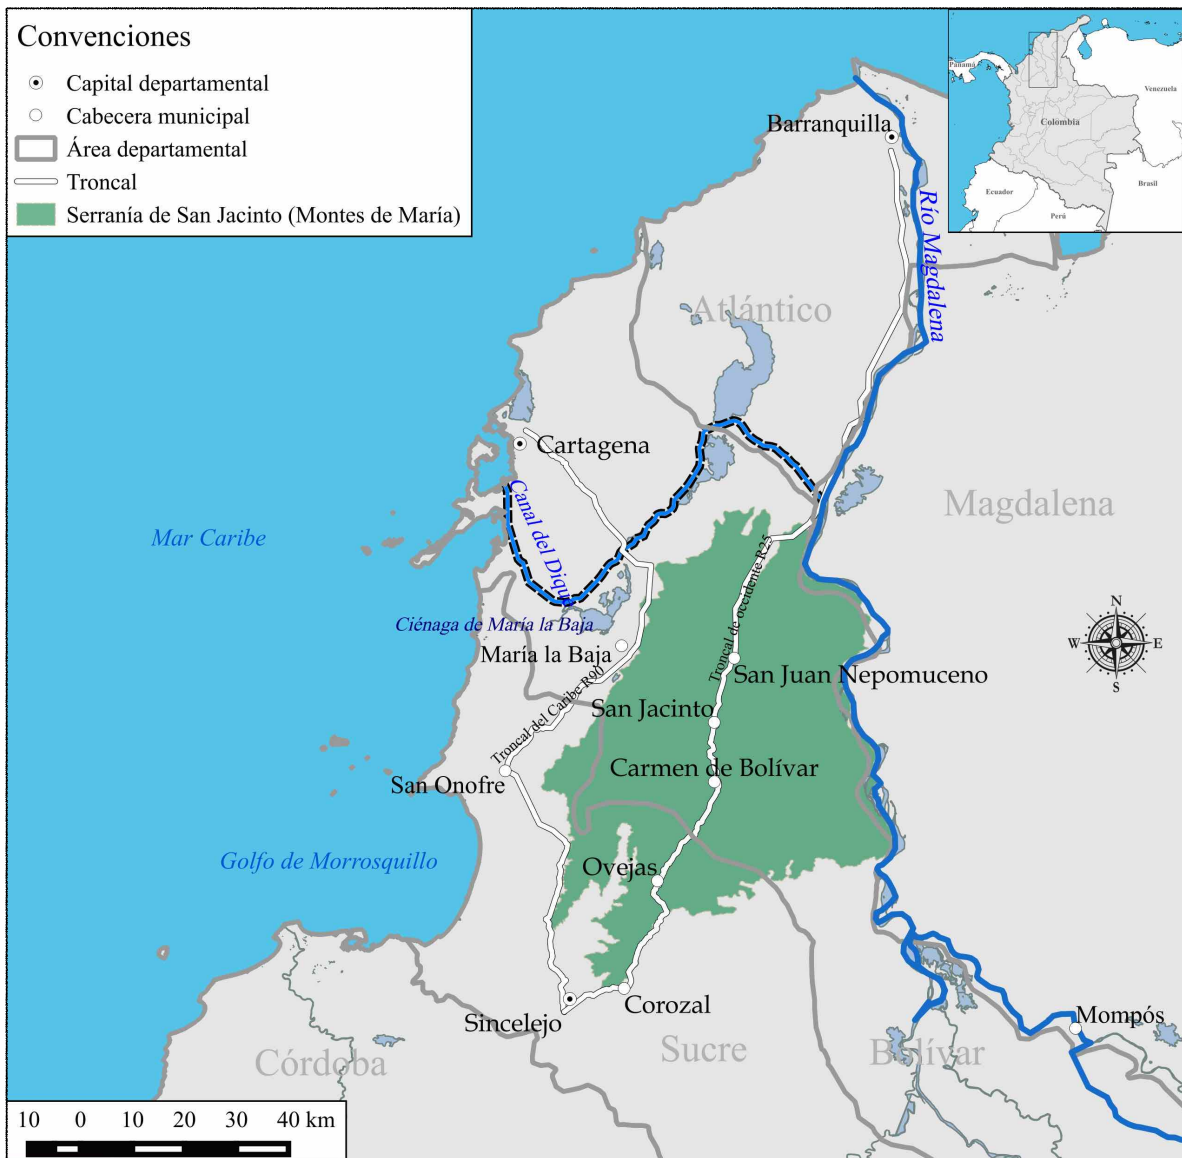 Convenciones
Capital departamental
Cabecera municipal
Área departamental
Troncal
Serranía de San Jacinto (Montes de María)
Panamá
Venezuela
Colombia
Ecuador
Perú
Brasil
Barranquilla
Río Magdalena
Atlántico
Cartagena
Canal del Dique
Magdalena
Mar Caribe
Ciénaga de María la Baja
María la Baja
Troncal de occidente R25
San Juan Nepomuceno
Troncal del Caribe R90
San Jacinto
Carmen de Bolívar
San Onofre
Golfo de Morrosquillo
Ovejas
N
W
E
S
Corozal
Sincelejo
Mompós
Córdoba
Sucre
Bolívar
10 0 10 20 30 40 km